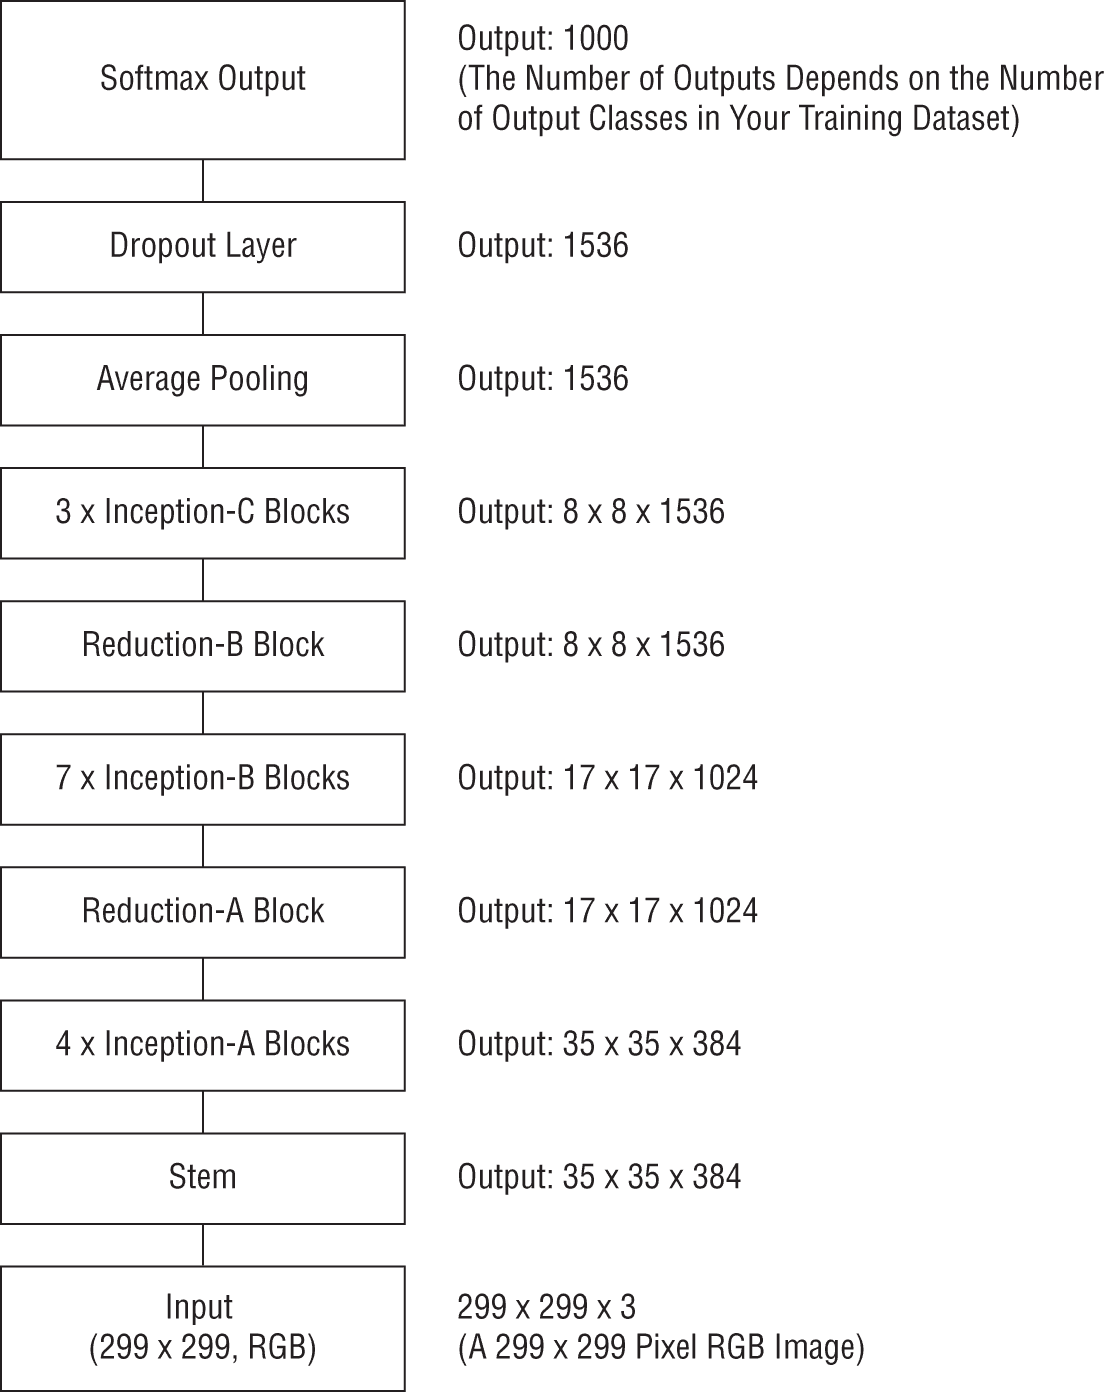 Softmax Output
Output: 1000
(The Number of Outputs Depends on the Number
of Output Classes in Your Training Dataset)
Dropout Layer
Output: 1536
Average Pooling
Output: 1536
3 x Inception-C Blocks
Output: 8 x 8 x 1536
Reduction-B Block
Output: 8 x 8 x 1536
7 x Inception-B Blocks
Output: 17 x 17 x 1024
Reduction-A Block
Output: 17 x 17 x 1024
4 x Inception-A Blocks
Output: 35 x 35 x 384
Stem
Output: 35 x 35 x 384
Input
(299 x 299, RGB)
299 x 299 x 3
(A 299 x 299 Pixel RGB Image)